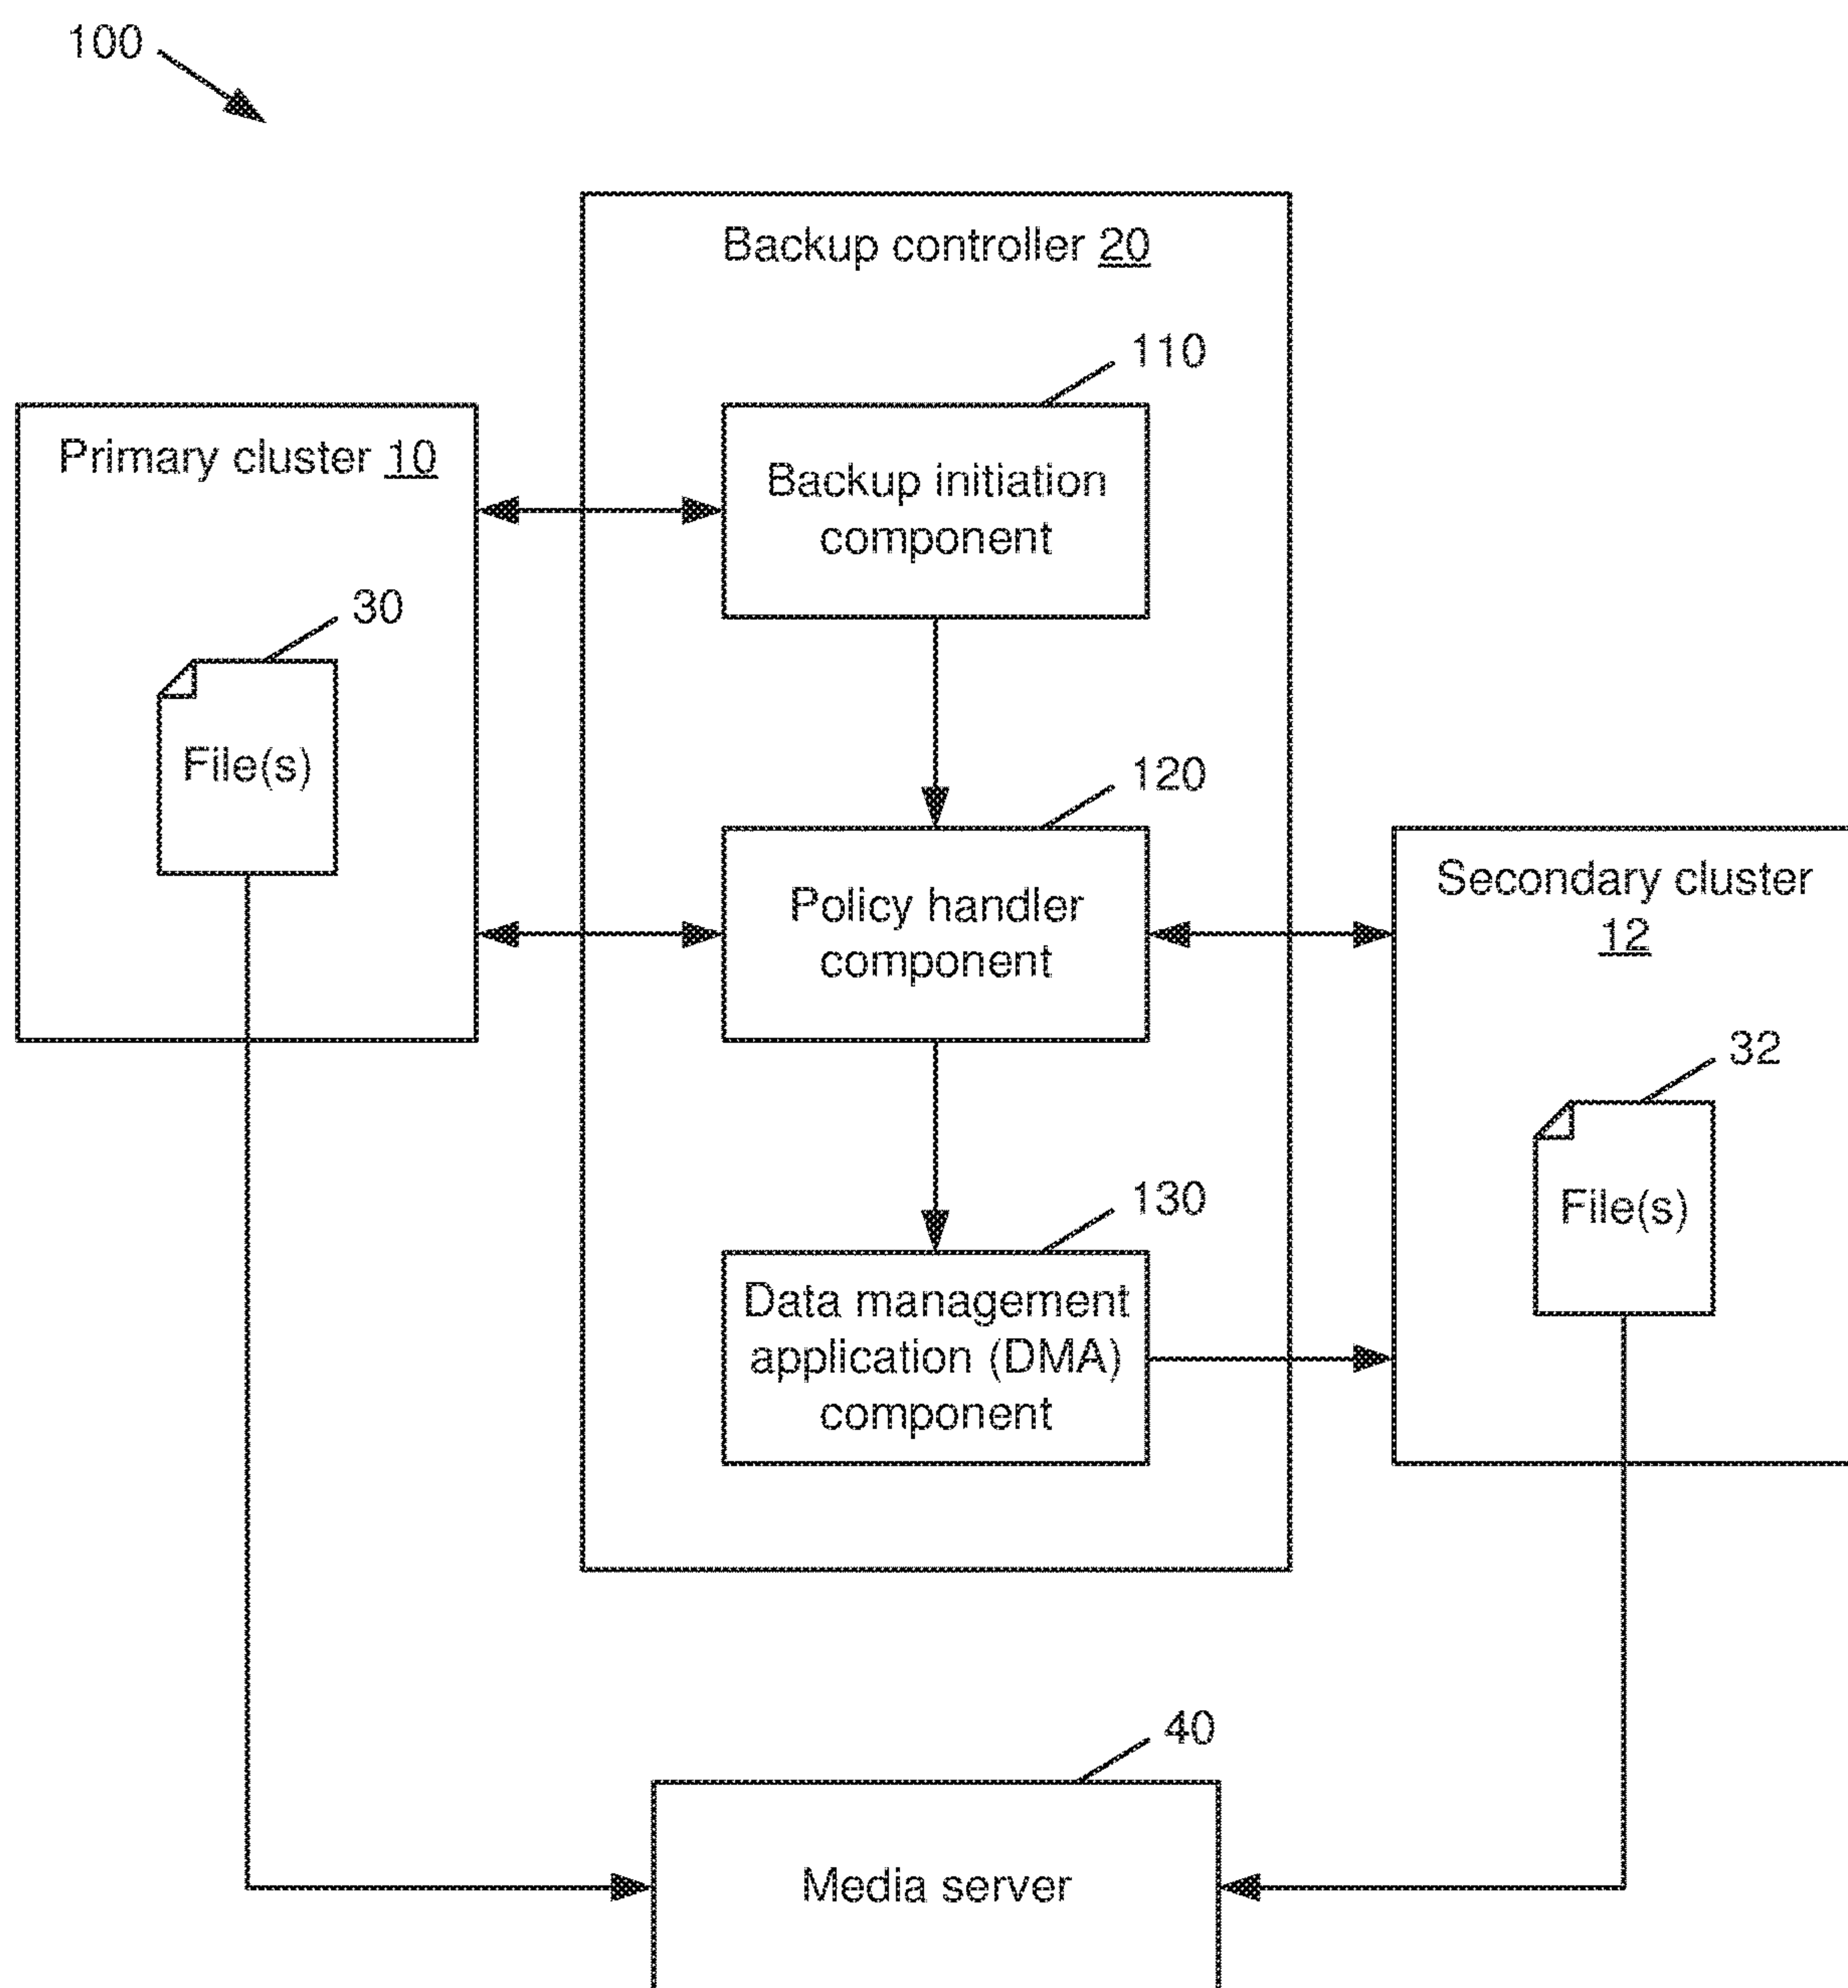 100
Backup controller 20
110
Primary cluster 10
Backup initiation
component
30
File(s)
120
Policy handler
component
Secondary cluster
12
32
File(s)
130
Data management
application (DMA)
component
40
Media server